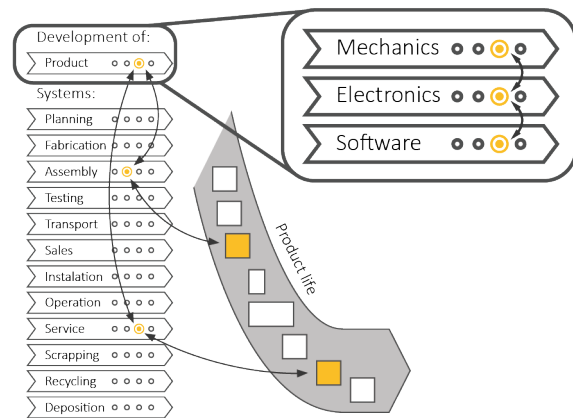 Development of:
Product
Systems:
Planning
Fabrication
Assembly
Testing
Transport
Sales
Instalation
Operation
Service
Scrapping
Recycling
Deposition
Product life
Mechanics
Electronics
Software